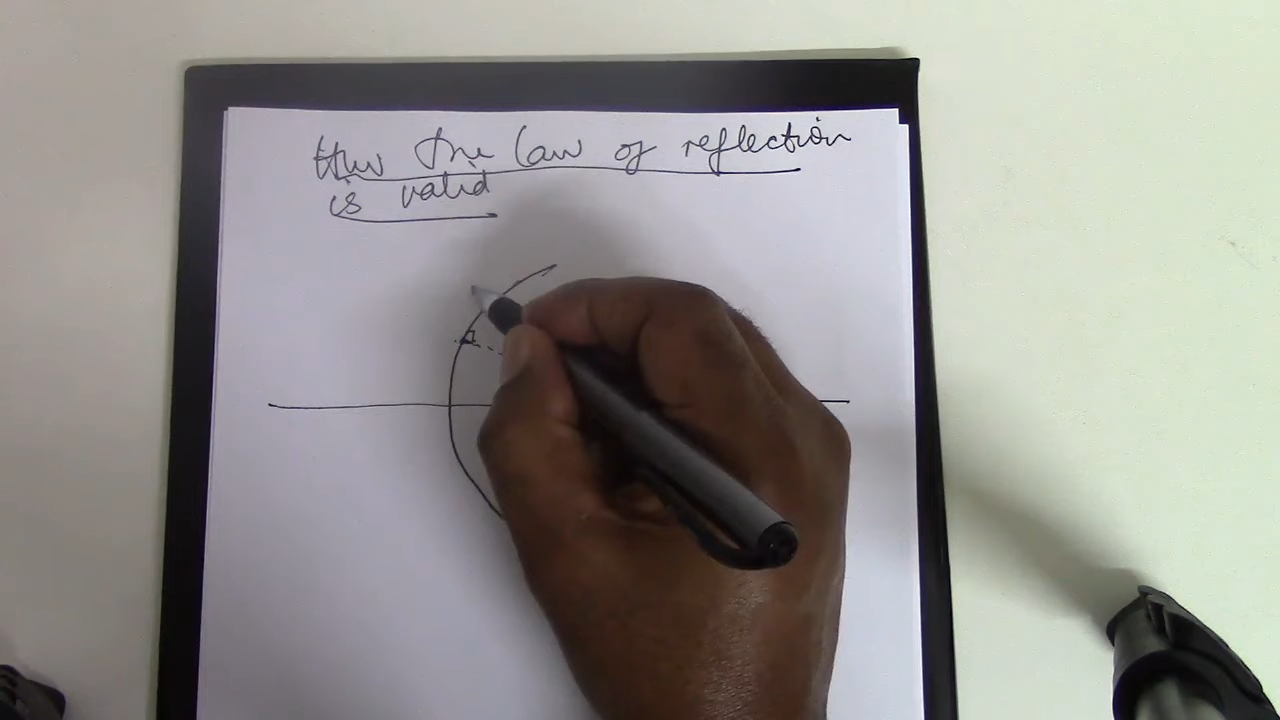 How the law of reflection
is valid